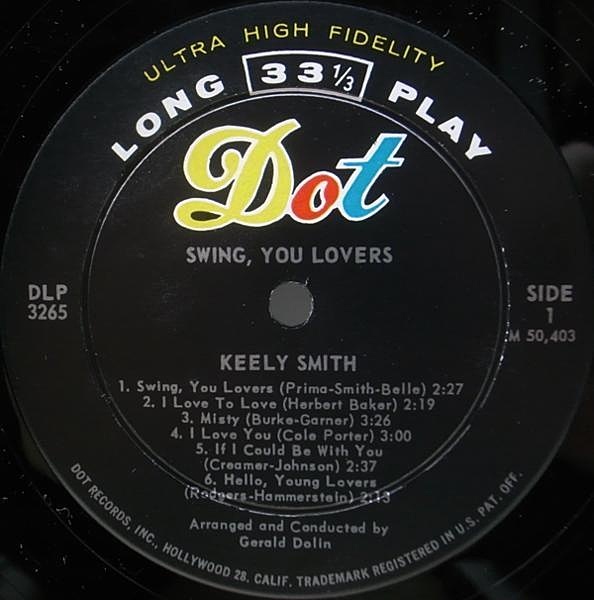 ULTRA HIGH FIDELITY
LONG 33 1/3 PLAY
Dot
SWING, YOU LOVERS
DLP
3265
SIDE
1
M 50,403
KEELY SMITH
1. Swing, You Lovers (Prima-Smith-Belle) 2:27
2. I Love To Love (Herbert Baker) 2:19
3. Misty (Burke-Garner) 3:26
4. I Love You (Cole Porter) 3:00
5. If I Could Be With You
(Creamer-Johnson) 2:37
6. Hello, Young Lovers
(Rodgers-Hammerstein) 2:13
Arranged and Conducted by
Gerald Dolin
DOT RECORDS, INC., HOLLYWOOD 28, CALIF. TRADEMARK REGISTERED IN U.S. PAT. OFF.